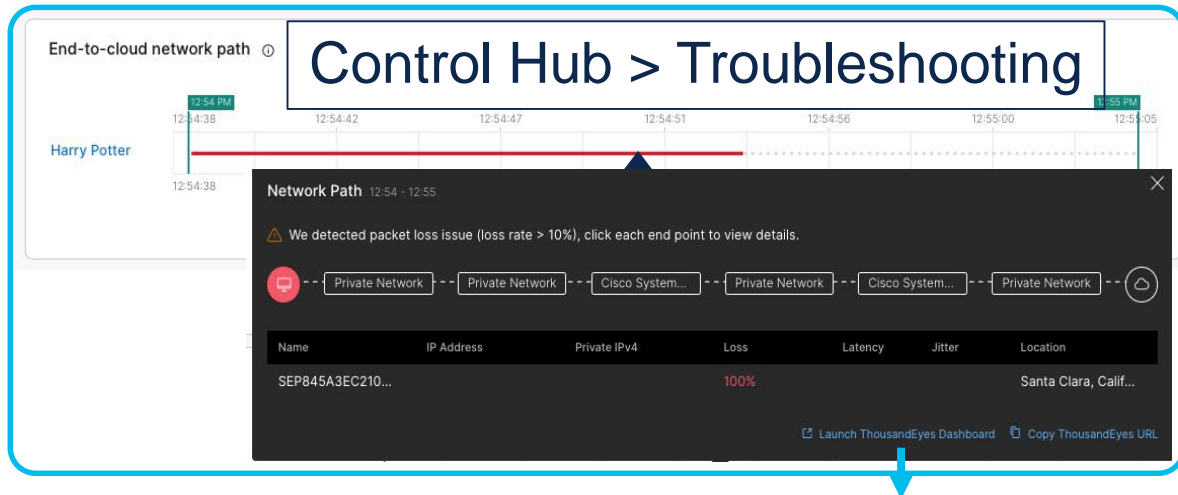 End-to-cloud network path
Control Hub > Troubleshooting
12:54 PM
12:55 PM
12:54:38 12:54:42 12:54:47 12:54:51 12:54:56 12:55:00 12:55:05
Harry Potter
12:54:38
Network Path 12:54 - 12:55
We detected packet loss issue (loss rate > 10%), click each end point to view details.
Private Network Private Network Cisco System... Private Network Cisco System... Private Network
Name IP Address Private IPv4 Loss Latency Jitter Location
SEP845A3EC210... 100% Santa Clara, Calif...
Launch ThousandEyes Dashboard Copy ThousandEyes URL